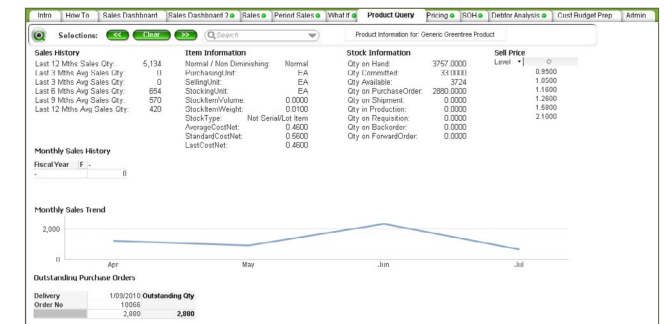 Intro How To Sales Dashboard Sales Dashboard 2 Sales Period Sales What If Product Query Pricing SOH Debtor Analysis Cust Budget Prep Admin
Selections: << Clear >> Search Product Information for: Generic Greentree Product
Sales History
Last 12 Mths Sales Qty: 5,134
Last 3 Mths Avg Sales Qty: 0
Last 3 Mths Avg Sales Qty: 0
Last 6 Mths Avg Sales Qty: 654
Last 9 Mths Avg Sales Qty: 570
Last 12 Mths Avg Sales Qty: 420
Item Information
Normal / Non Diminishing: Normal
PurchasingUnit: EA
SellingUnit: EA
StockingUnit: EA
StockItemVolume: 0.0000
StockItemWeight: 0.0100
StockType: Not Serial/Lot Item
AverageCostNet: 0.4600
StandardCostNet: 0.5600
LastCostNet: 0.4600
Stock Information
Qty on Hand: 3757.0000
Qty Committed: 33.0000
Qty Available: 3724
Qty on PurchaseOrder: 2880.0000
Qty on Shipment: 0.0000
Qty in Production: 0.0000
Qty on Requisition: 0.0000
Qty on Backorder: 0.0000
Qty on ForwardOrder: 0.0000
Sell Price
Level
0.9500
1.0500
1.1600
1.2600
1.5800
2.1000
Monthly Sales History
Fiscal Year F -
- 0
Monthly Sales Trend
2,000
0
Apr May Jun Jul
Outstanding Purchase Orders
Delivery 1/09/2010 Outstanding Qty
Order No 10066
2,880 2,880